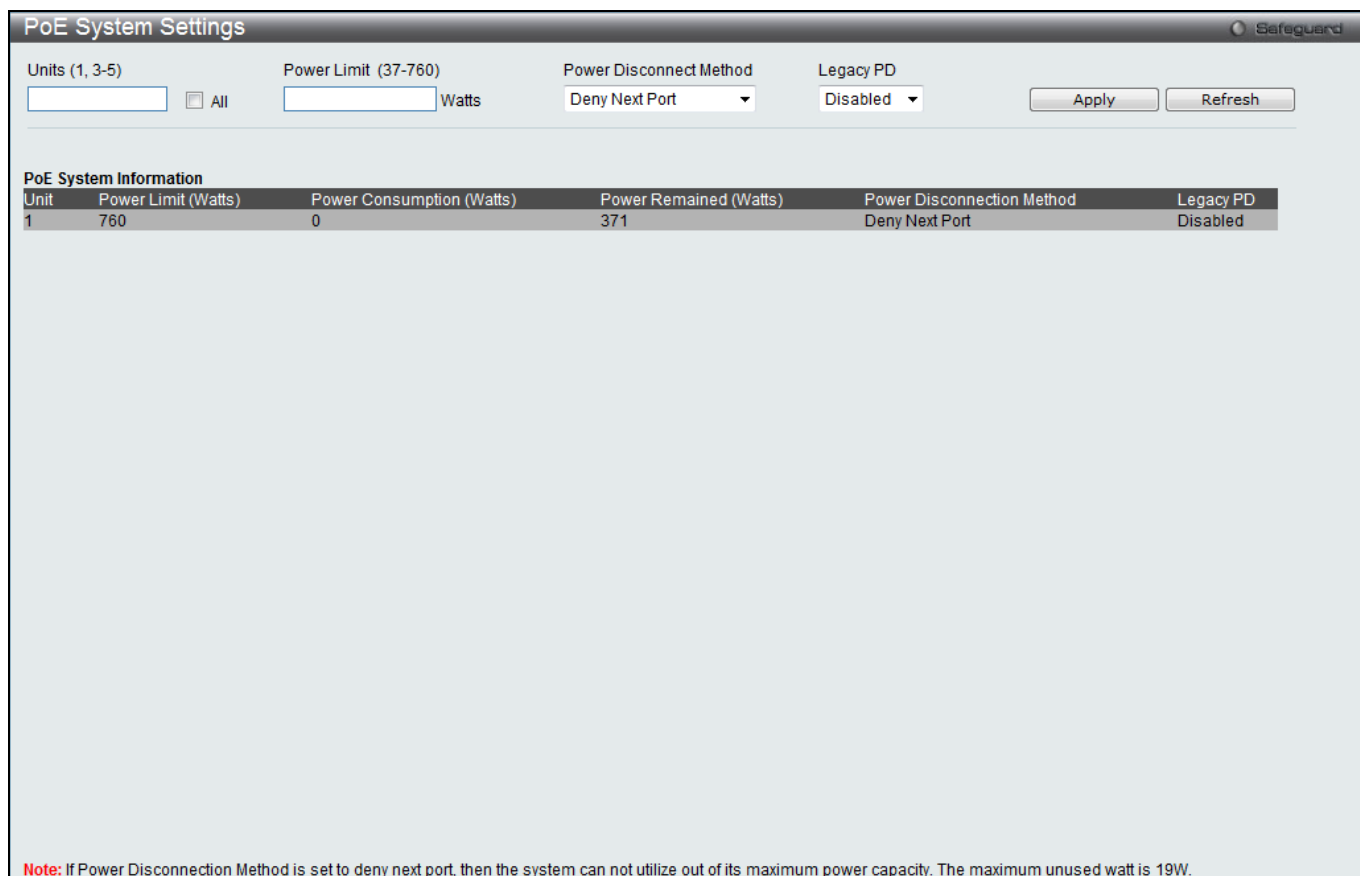 PoE System Settings
Safeguard
Units (1, 3-5) Power Limit (37-760) Power Disconnect Method Legacy PD
All Watts Deny Next Port Disabled Apply Refresh
PoE System Information
Unit Power Limit (Watts) Power Consumption (Watts) Power Remained (Watts) Power Disconnection Method Legacy PD
1 760 0 371 Deny Next Port Disabled
Note: If Power Disconnection Method is set to deny next port, then the system can not utilize out of its maximum power capacity. The maximum unused watt is 19W.